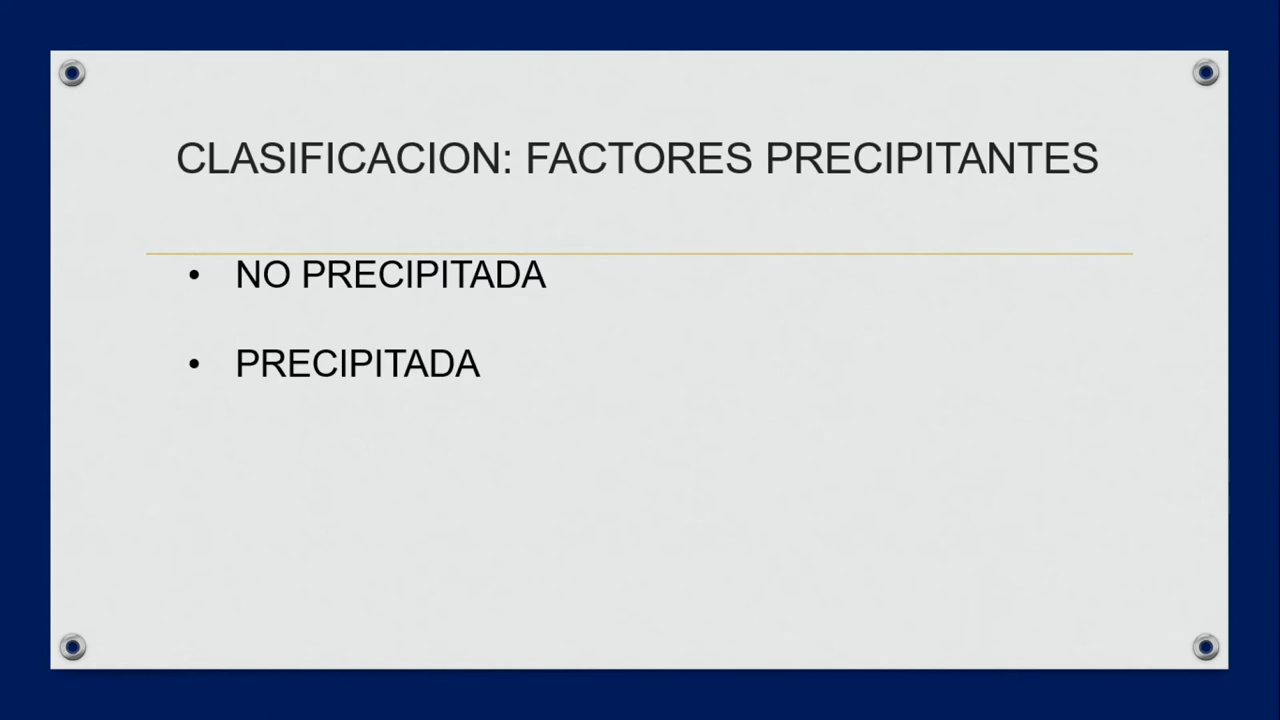 CLASIFICACION: FACTORES PRECIPITANTES
• NO PRECIPITADA
• PRECIPITADA